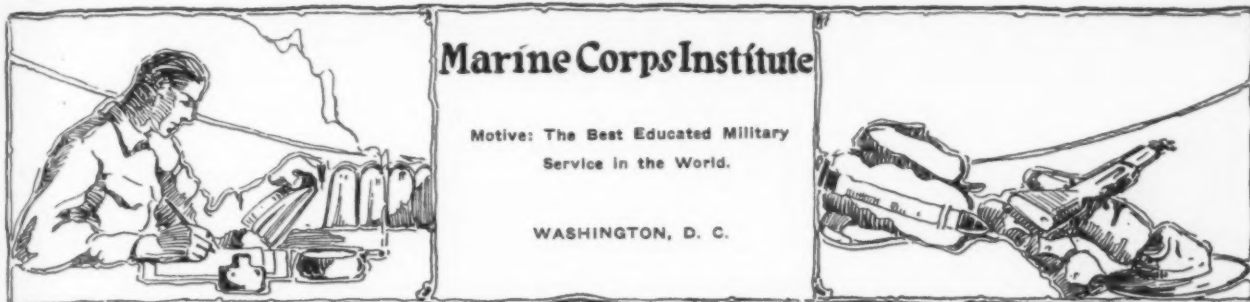 Marine Corps Institute
Motive: The Best Educated Military
Service in the World.
WASHINGTON, D. C.